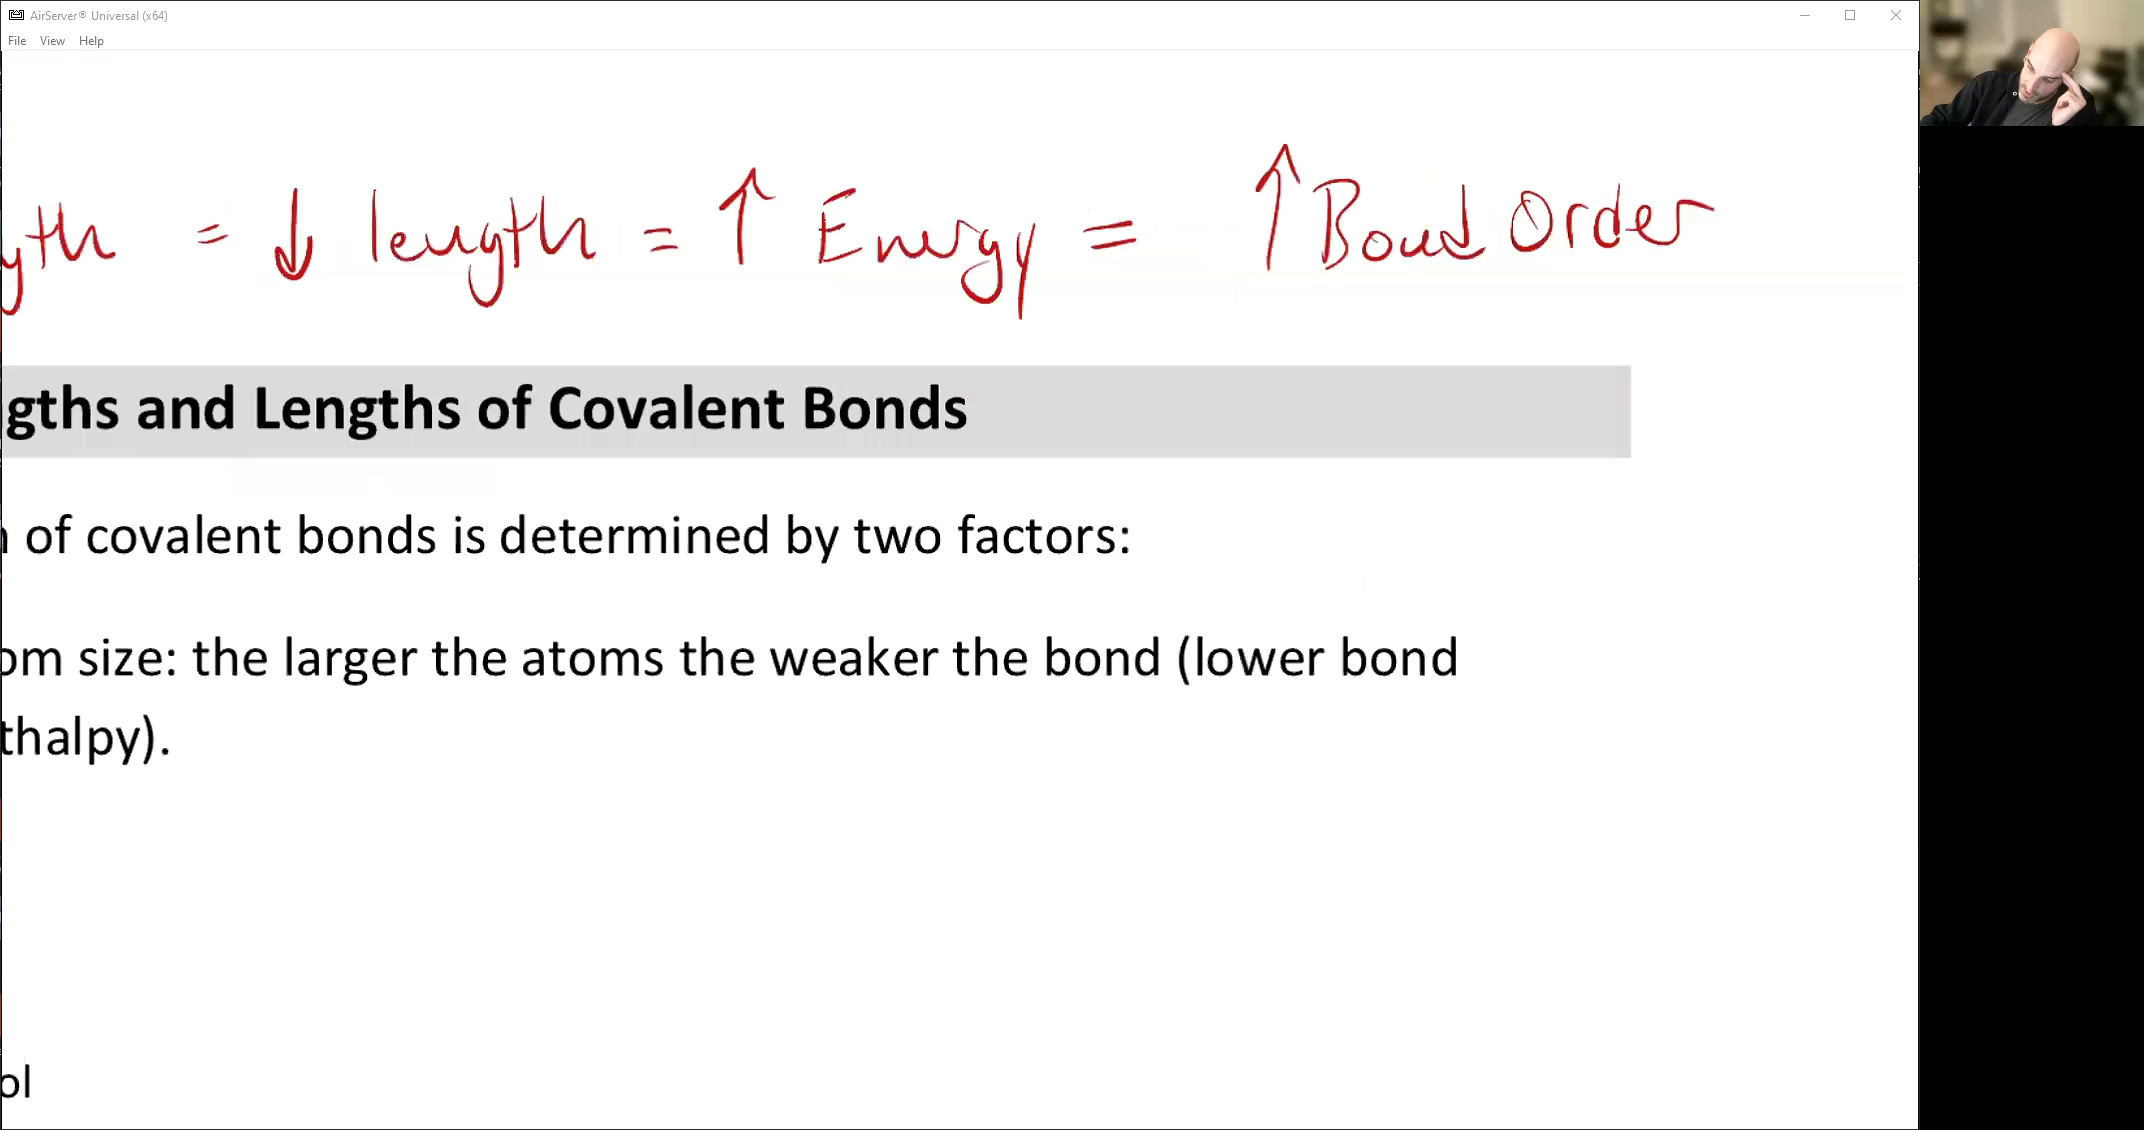 AirServer® Universal (x64)
File View Help
gth = ↓ length = ↑ Energy = ↑ Bond Order
gths and Lengths of Covalent Bonds
of covalent bonds is determined by two factors:
om size: the larger the atoms the weaker the bond (lower bond
thalpy).
ol